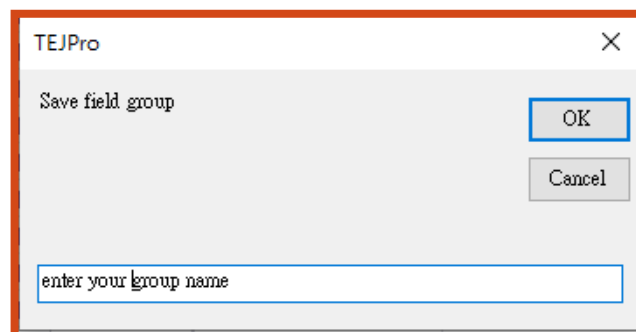 TEJPro
Save field group
OK
Cancel
enter your group name